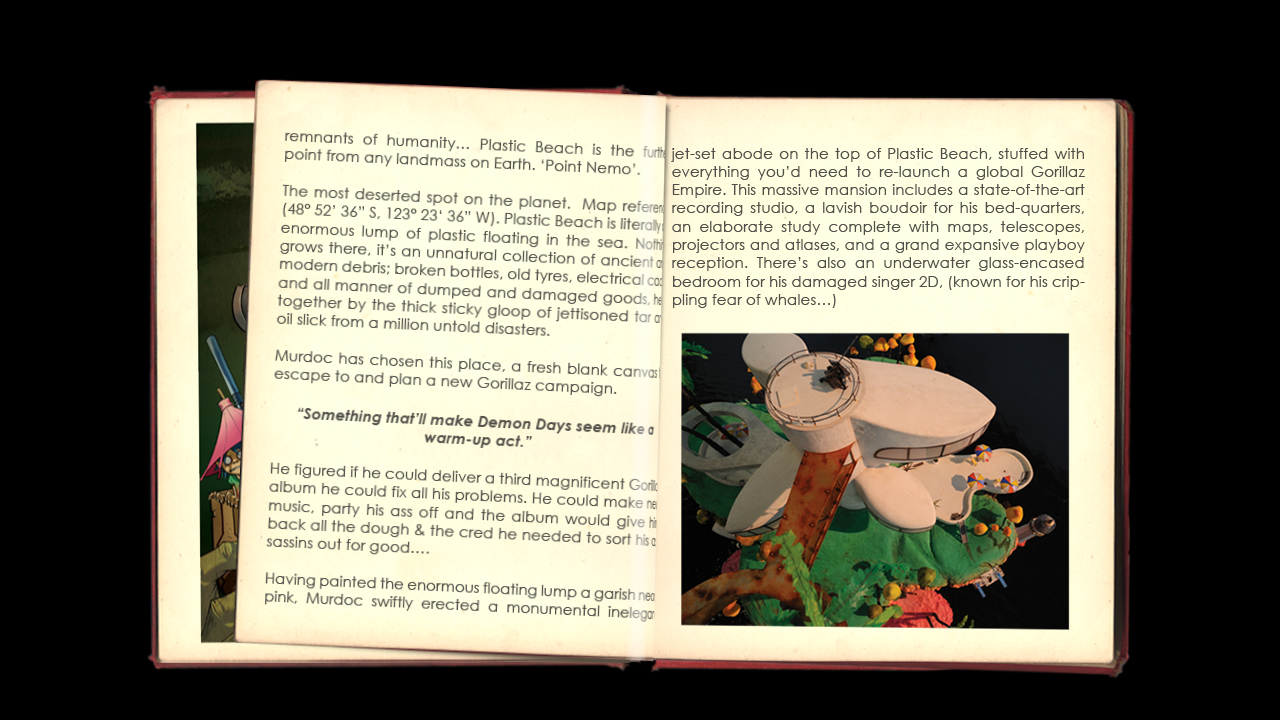 remnants of humanity... Plastic Beach is the
point from any landmass on Earth. ‘Point Nemo’.
The most deserted spot on the planet. Map
(48º 52’ 36” S, 123º 23‘ 36” W). Plastic Beach is literally
enormous lump of plastic floating in the sea.
grows there, it’s an unnatural collection of ancient
modern debris; broken bottles, old tyres, electrical
and all manner of dumped and damaged goods,
together by the thick sticky gloop of jettisoned tar
oil slick from a million untold disasters.
Murdoc has chosen this place, a fresh blank canvas
escape to and plan a new Gorillaz campaign.
“Something that’ll make Demon Days seem like a
warm-up act.”
He figured if he could deliver a third magnificent
album he could fix all his problems. He could make
music, party his ass off and the album would give
back all the dough & the cred he needed to sort his
sassins out for good....
Having painted the enormous floating lump a garish
pink, Murdoc swiftly erected a monumental
jet-set abode on the top of Plastic Beach, stuffed with
everything you’d need to re-launch a global Gorillaz
Empire. This massive mansion includes a state-of-the-art
recording studio, a lavish boudoir for his bed-quarters,
an elaborate study complete with maps, telescopes,
projectors and atlases, and a grand expansive playboy
reception. There’s also an underwater glass-encased
bedroom for his damaged singer 2D, (known for his crip-
pling fear of whales...)